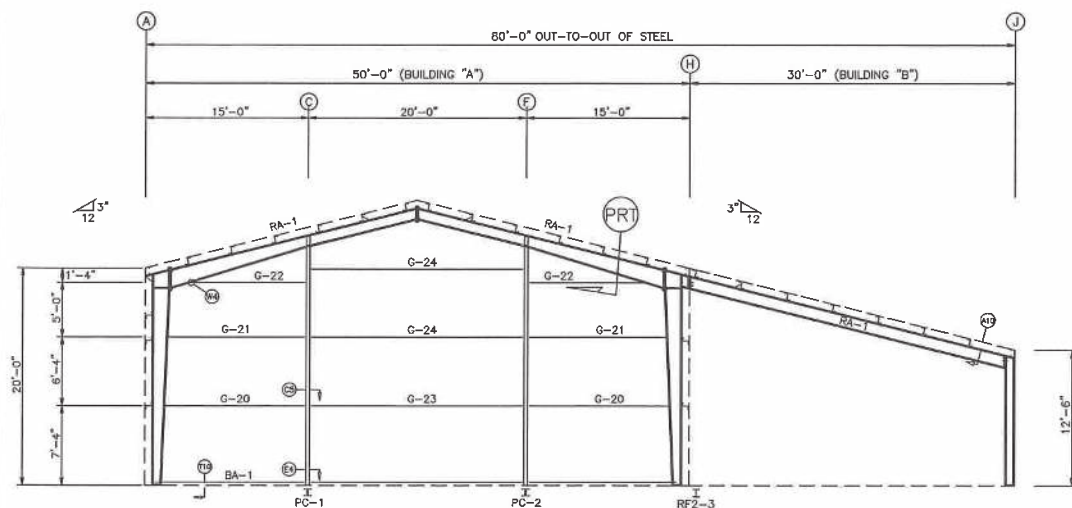 A
J
80'-0" OUT-TO-OUT OF STEEL
H
50'-0" (BUILDING "A")
30'-0" (BUILDING "B")
C
F
15'-0"
20'-0"
15'-0"
3"
12
RA-1
PRT
RA-1
3"
12
1'-4"
G-24
G-22
G-22
W4
5'-0"
RA-1
A10
G-21
G-24
G-21
20'-0"
6'-4"
C5
G-20
G-23
G-20
12'-6"
7'-4"
T10
BA-1
E4
PC-1
PC-2
RF2-3